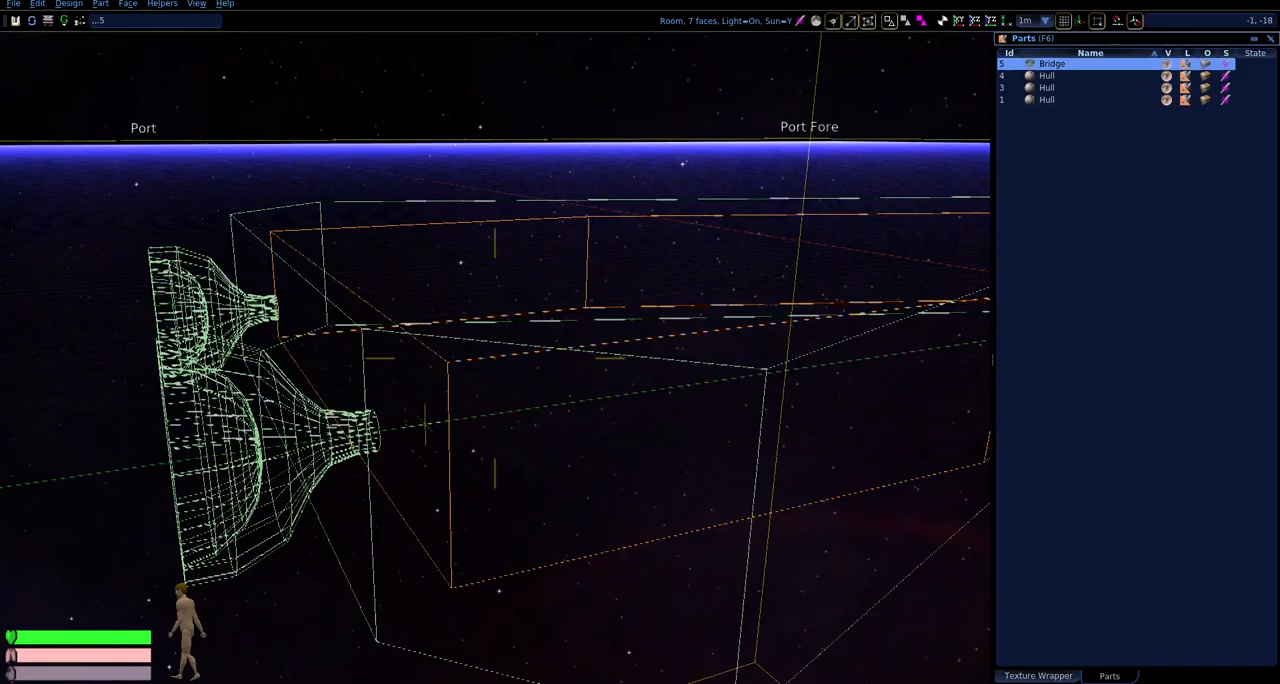 File Edit Design Part Face Helpers View Help
...5
Room, 7 faces, Light=On, Sun=Y
1m
-1, -18
Parts (F6)
Id Name V L O S State
5 Bridge
4 Hull
3 Hull
1 Hull
Port
Port Fore
Texture Wrapper Parts